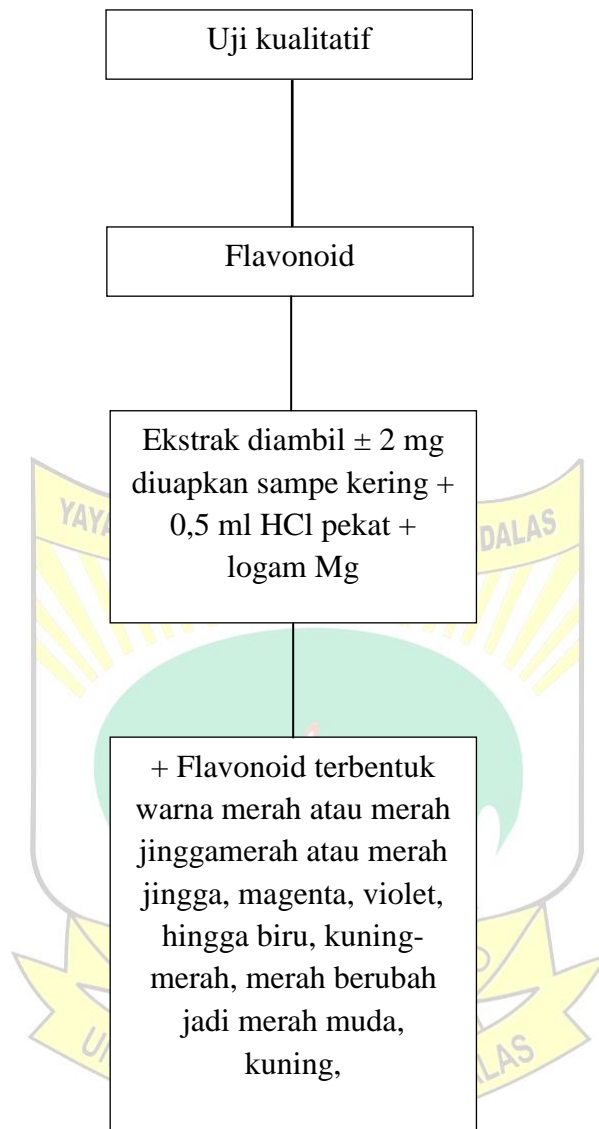 Uji kualitatif
Flavonoid
Ekstrak diambil ± 2 mg
diuapkan sampe kering +
0,5 ml HCl pekat +
logam Mg
DALAS
+ Flavonoid terbentuk
warna merah atau merah
jinggamerah atau merah
jingga, magenta, violet,
hingga biru, kuning-
merah, merah berubah
jadi merah muda,
kuning,